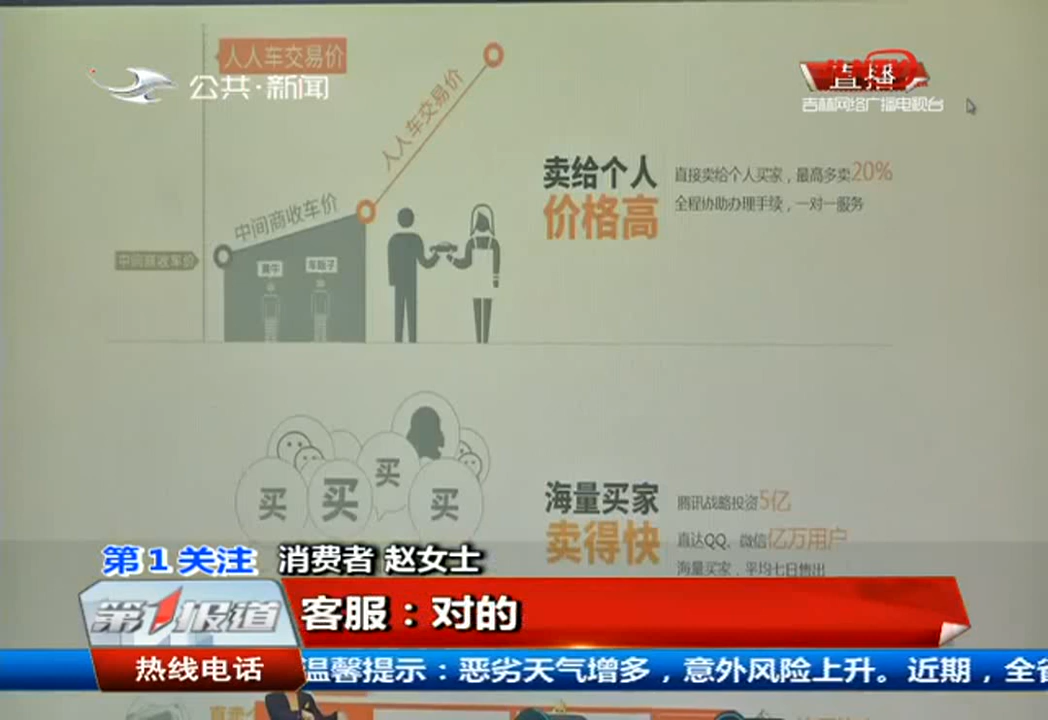 人人车交易价
公共·新闻
直播
吉林网络广播电视台
人人车交易价
中间商收车价
中间商收车价
黄牛
车贩子
卖给个人
价格高
直接卖给个人买家，最高多卖20%
全程协助办理手续，一对一服务
买
买
买
买
海量买家
卖得快
腾讯战略投资5亿
直达QQ、微信亿万用户
海量买家，平均七日售出
第1关注
消费者 赵女士
第1报道
客服：对的
热线电话
温馨提示：恶劣天气增多，意外风险上升。近期，全省